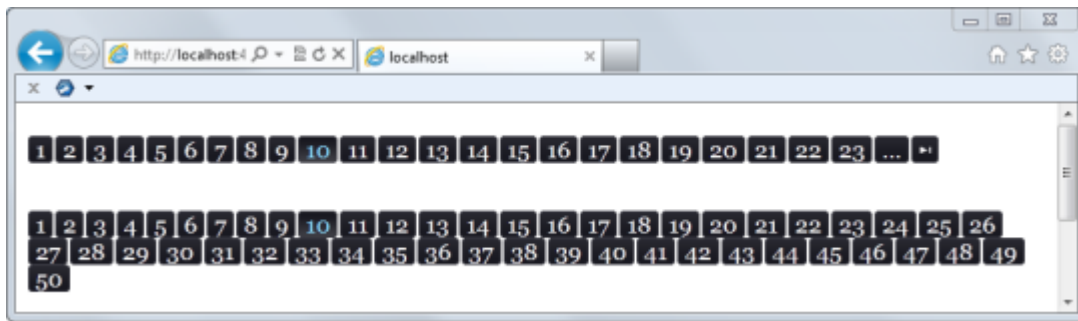 http://localhost:4
localhost
1 2 3 4 5 6 7 8 9 10 11 12 13 14 15 16 17 18 19 20 21 22 23 ...
1 2 3 4 5 6 7 8 9 10 11 12 13 14 15 16 17 18 19 20 21 22 23 24 25 26
27 28 29 30 31 32 33 34 35 36 37 38 39 40 41 42 43 44 45 46 47 48 49
50